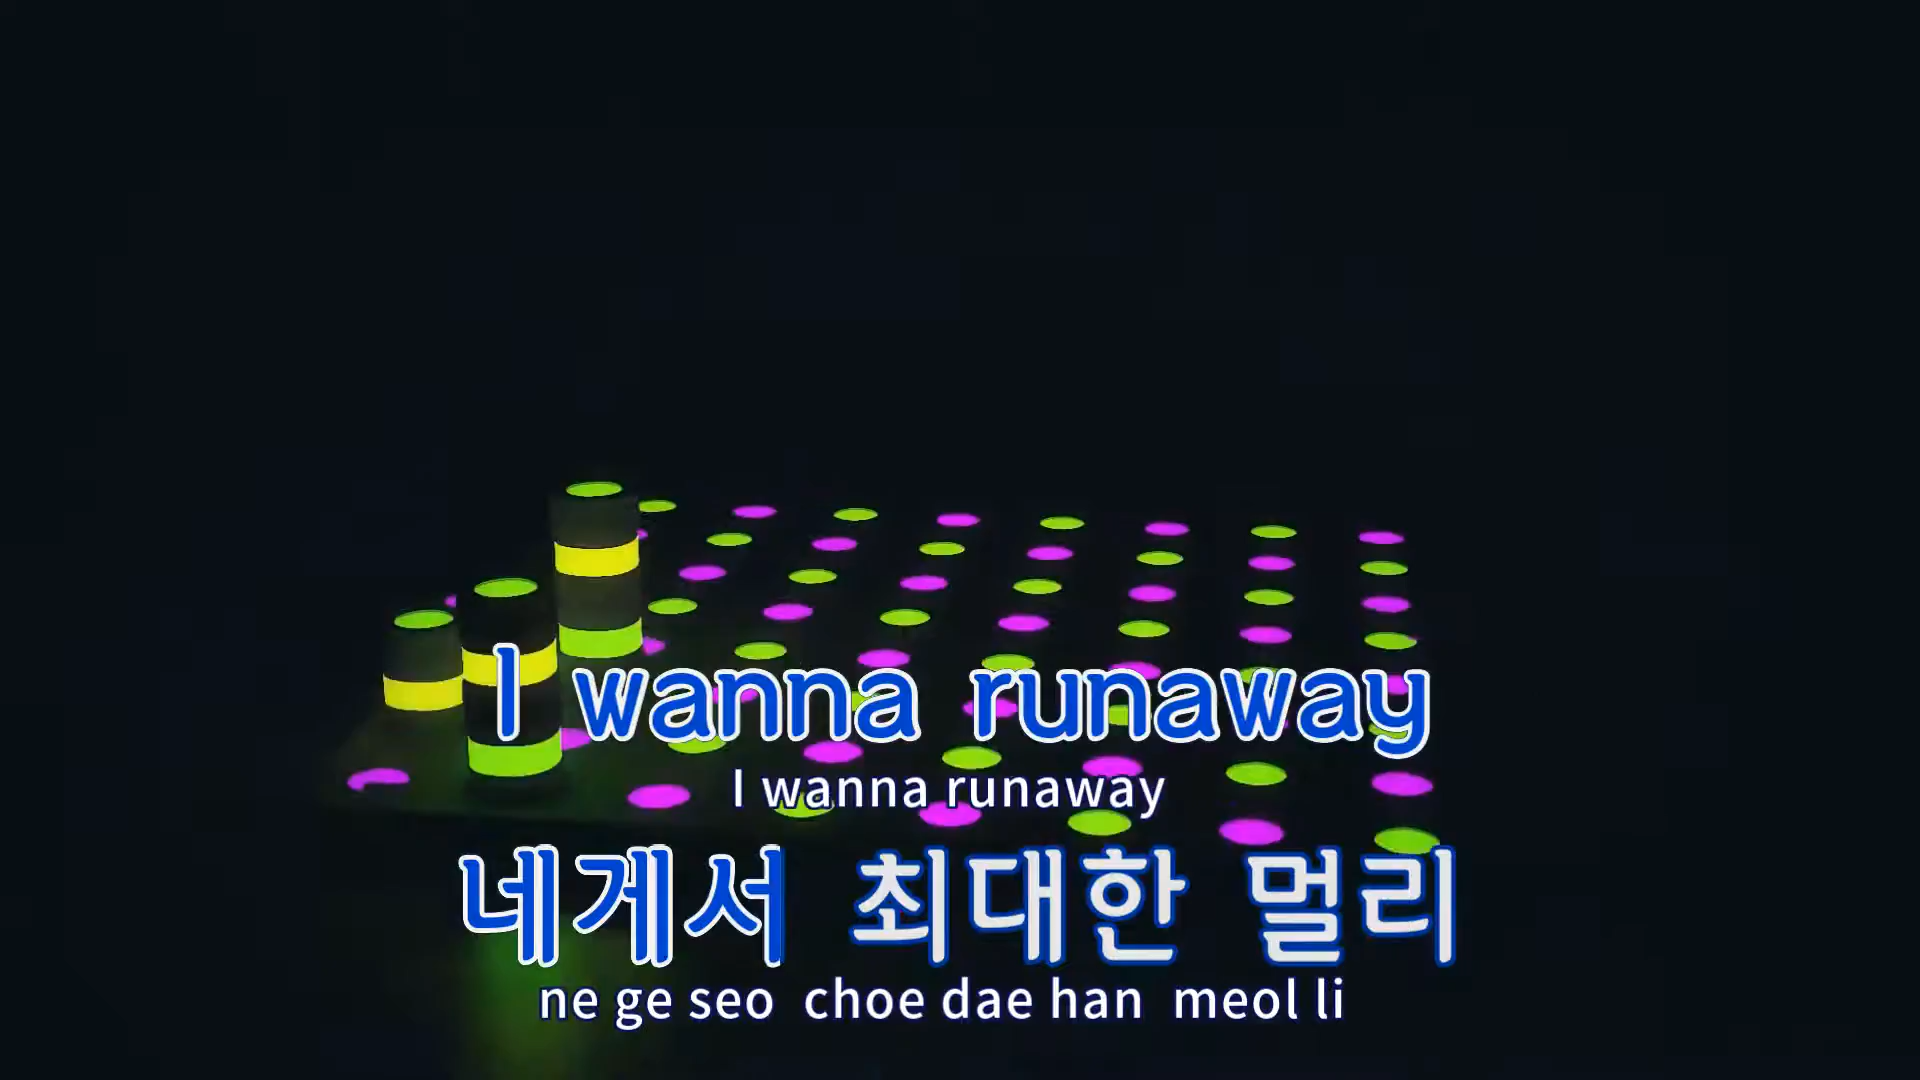 I wanna runaway
I wanna runaway
네게서 최대한 멀리
ne ge seo choe dae han meol li